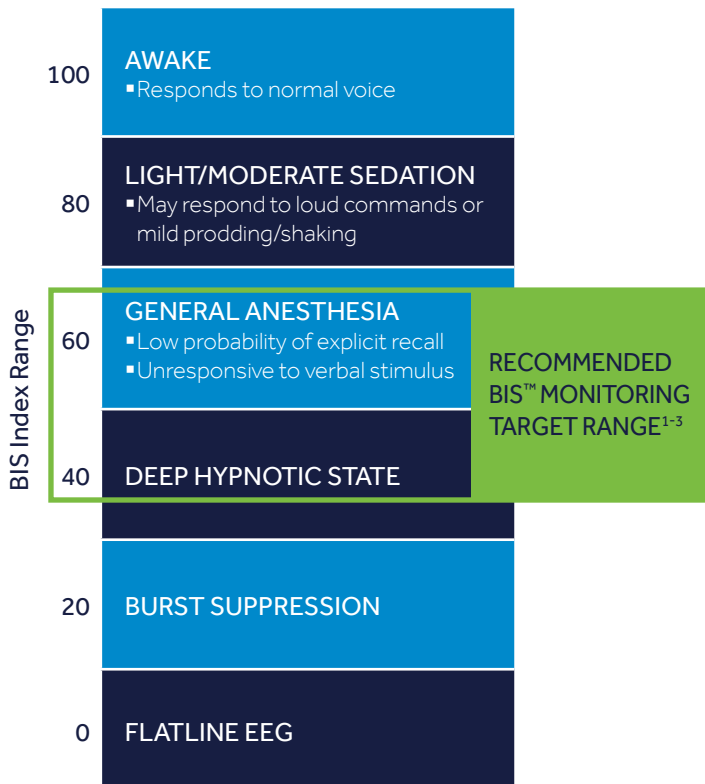 BIS Index Range
100
AWAKE
▪Responds to normal voice
80
LIGHT/MODERATE SEDATION
▪May respond to loud commands or
mild prodding/shaking
60
GENERAL ANESTHESIA
▪Low probability of explicit recall
▪Unresponsive to verbal stimulus
RECOMMENDED
BIS™ MONITORING
TARGET RANGE¹⁻³
40
DEEP HYPNOTIC STATE
20
BURST SUPPRESSION
0
FLATLINE EEG